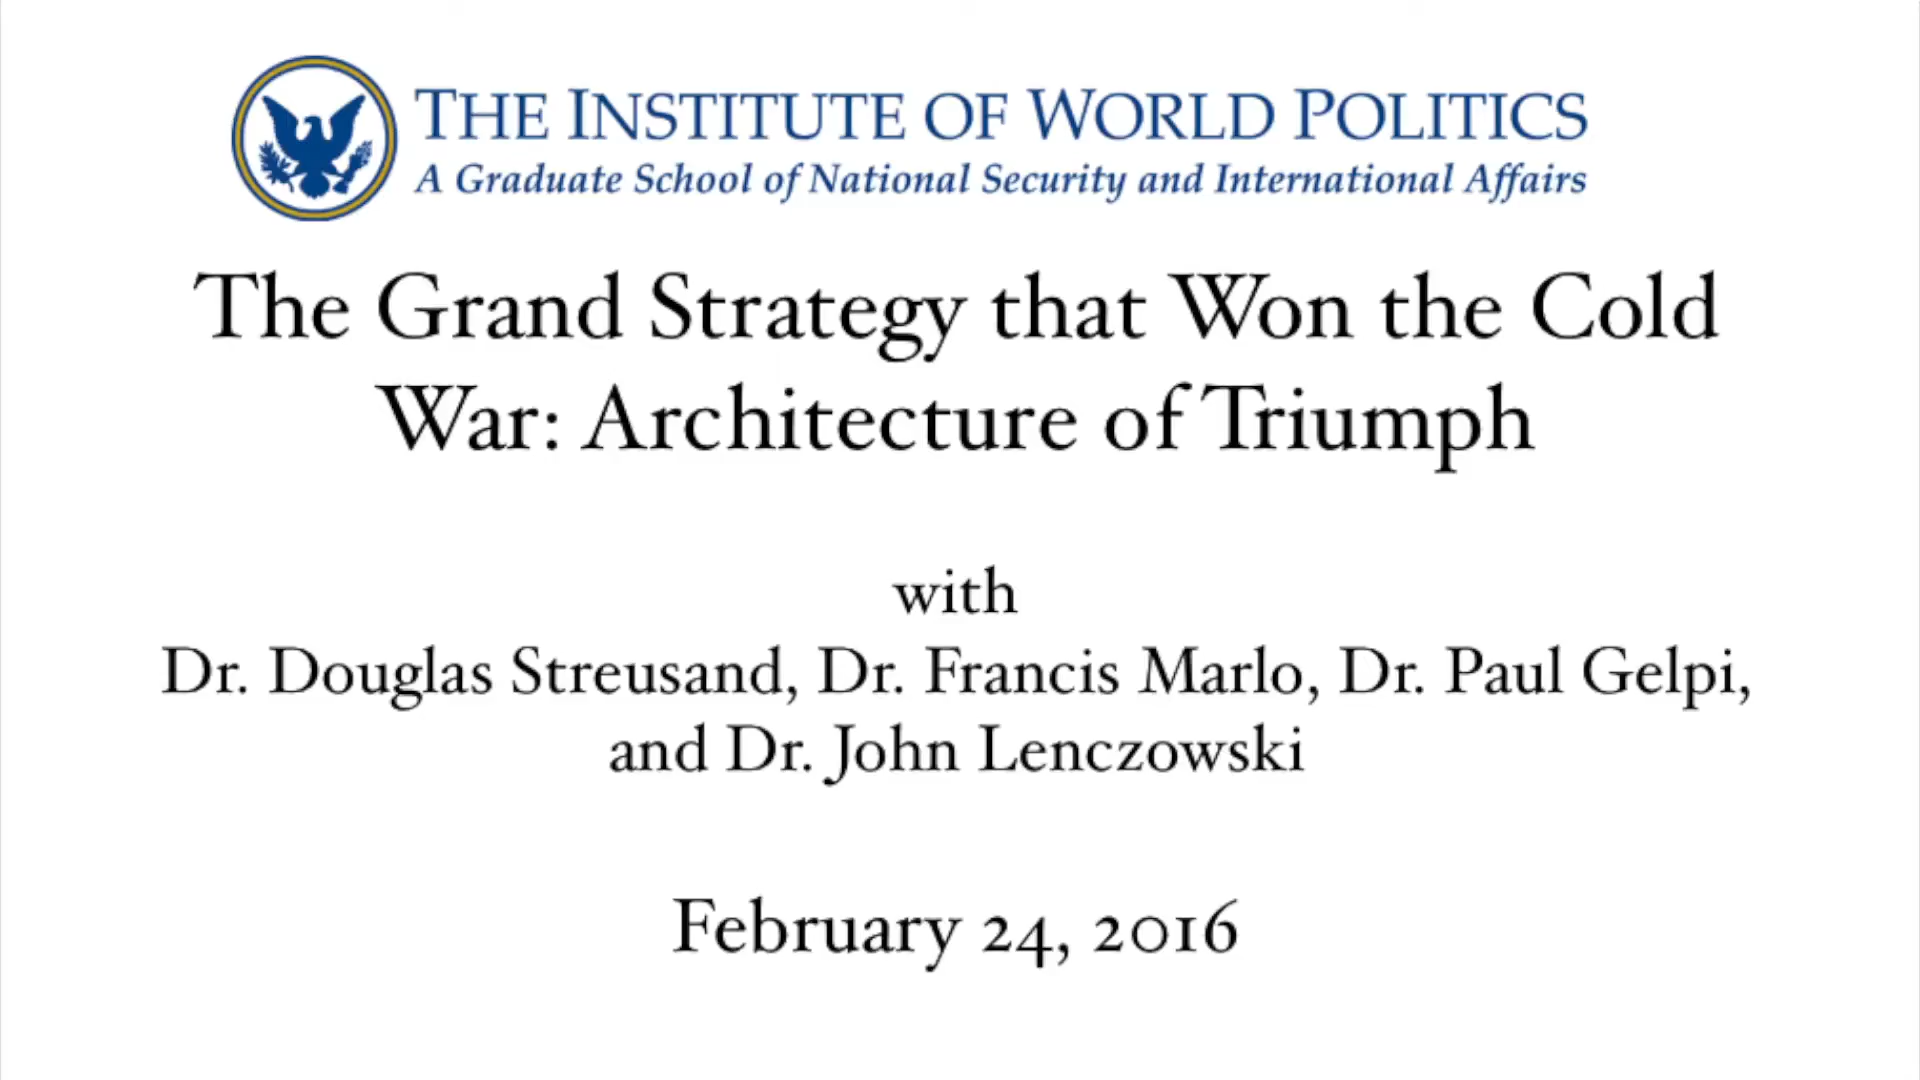 THE INSTITUTE OF WORLD POLITICS
A Graduate School of National Security and International Affairs
The Grand Strategy that Won the Cold
War: Architecture of Triumph
with
Dr. Douglas Streusand, Dr. Francis Marlo, Dr. Paul Gelpi,
and Dr. John Lenczowski
February 24, 2016